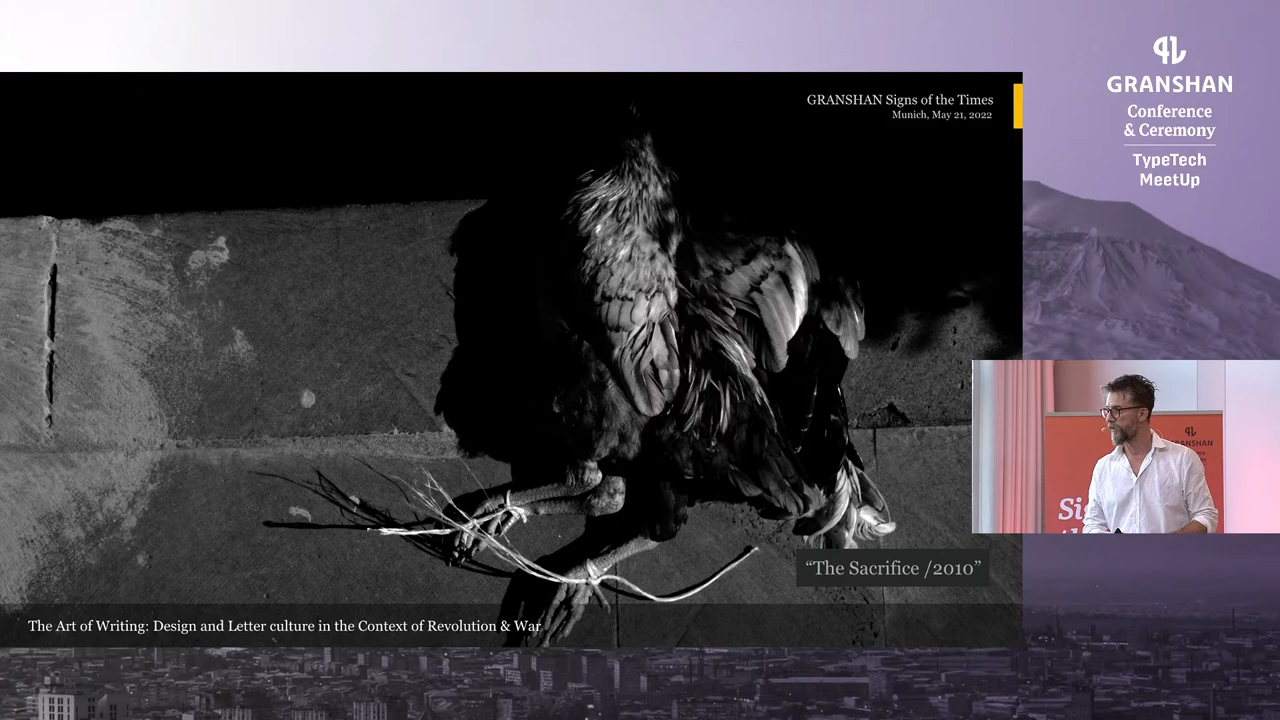 GRANSHAN Signs of the Times
Munich, May 21, 2022
GRANSHAN
Conference
& Ceremony
TypeTech
MeetUp
“The Sacrifice /2010”
The Art of Writing: Design and Letter culture in the Context of Revolution & War